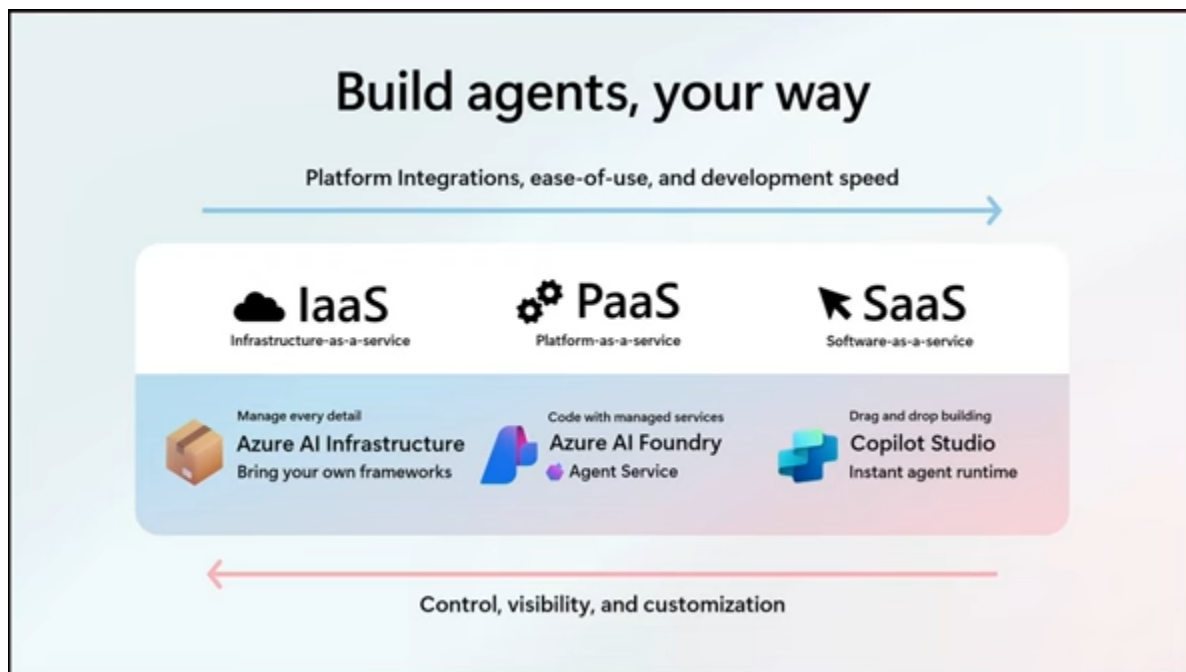 Build agents, your way
Platform Integrations, ease-of-use, and development speed
IaaS
Infrastructure-as-a-service
PaaS
Platform-as-a-service
SaaS
Software-as-a-service
Manage every detail
Azure AI Infrastructure
Bring your own frameworks
Code with managed services
Azure AI Foundry
Agent Service
Drag and drop building
Copilot Studio
Instant agent runtime
Control, visibility, and customization